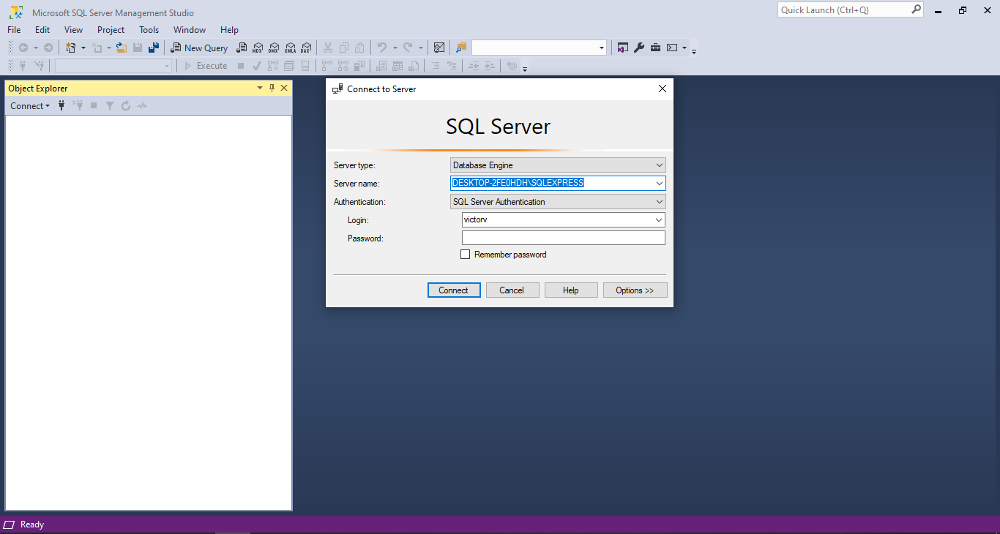 Microsoft SQL Server Management Studio
Quick Launch (Ctrl+Q)
File Edit View Project Tools Window Help
New Query MDX DMX XMLA DAX
Execute
Object Explorer
Connect
Connect to Server
SQL Server
Server type: Database Engine
Server name: DESKTOP-2FE0HDH\SQLEXPRESS
Authentication: SQL Server Authentication
Login: victorv
Password:
Remember password
Connect Cancel Help Options >>
Ready